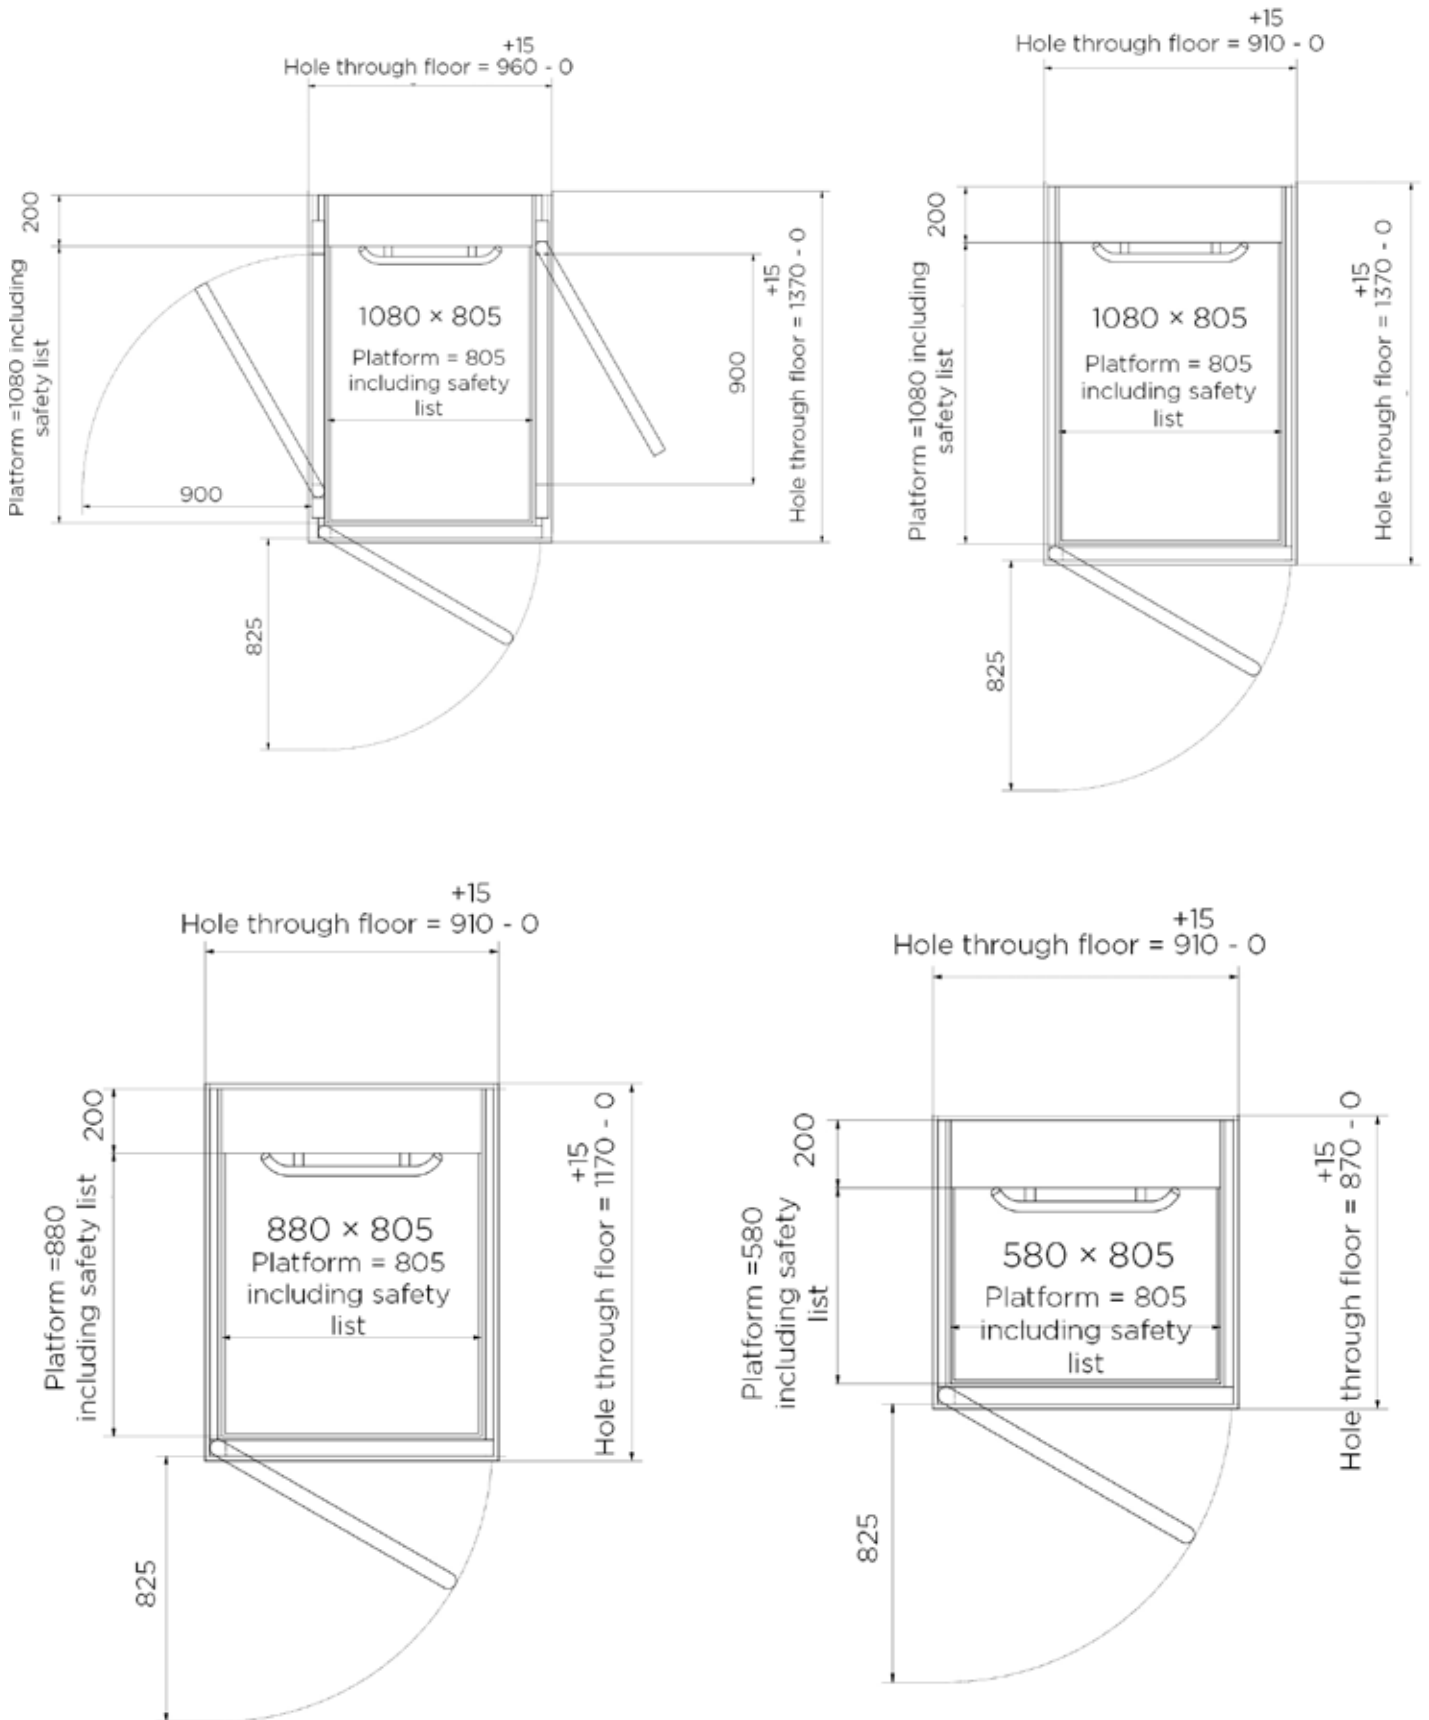 +15
Hole through floor = 960 - 0
200
Platform =1080 including
safety list
1080 × 805
Platform = 805
including safety
list
900
+15
Hole through floor = 1370 - 0
900
825
+15
Hole through floor = 910 - 0
200
Platform =1080 including
safety list
1080 × 805
Platform = 805
including safety
list
+15
Hole through floor = 1370 - 0
825
+15
Hole through floor = 910 - 0
200
Platform =880
including safety list
880 × 805
Platform = 805
including safety
list
+15
Hole through floor = 1170 - 0
825
+15
Hole through floor = 910 - 0
200
Platform =580
including safety
list
580 × 805
Platform = 805
including safety
list
+15
Hole through floor = 870 - 0
825